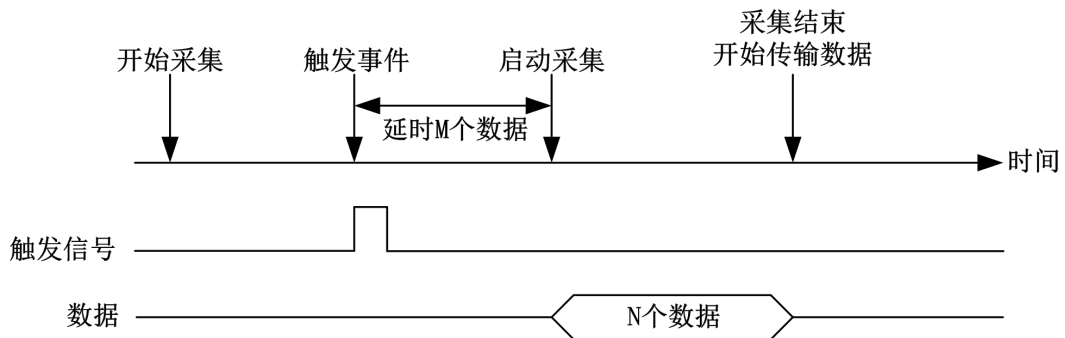 采集结束
开始采集
触发事件
启动采集
开始传输数据
延时M个数据
时间
触发信号
数据
N个数据